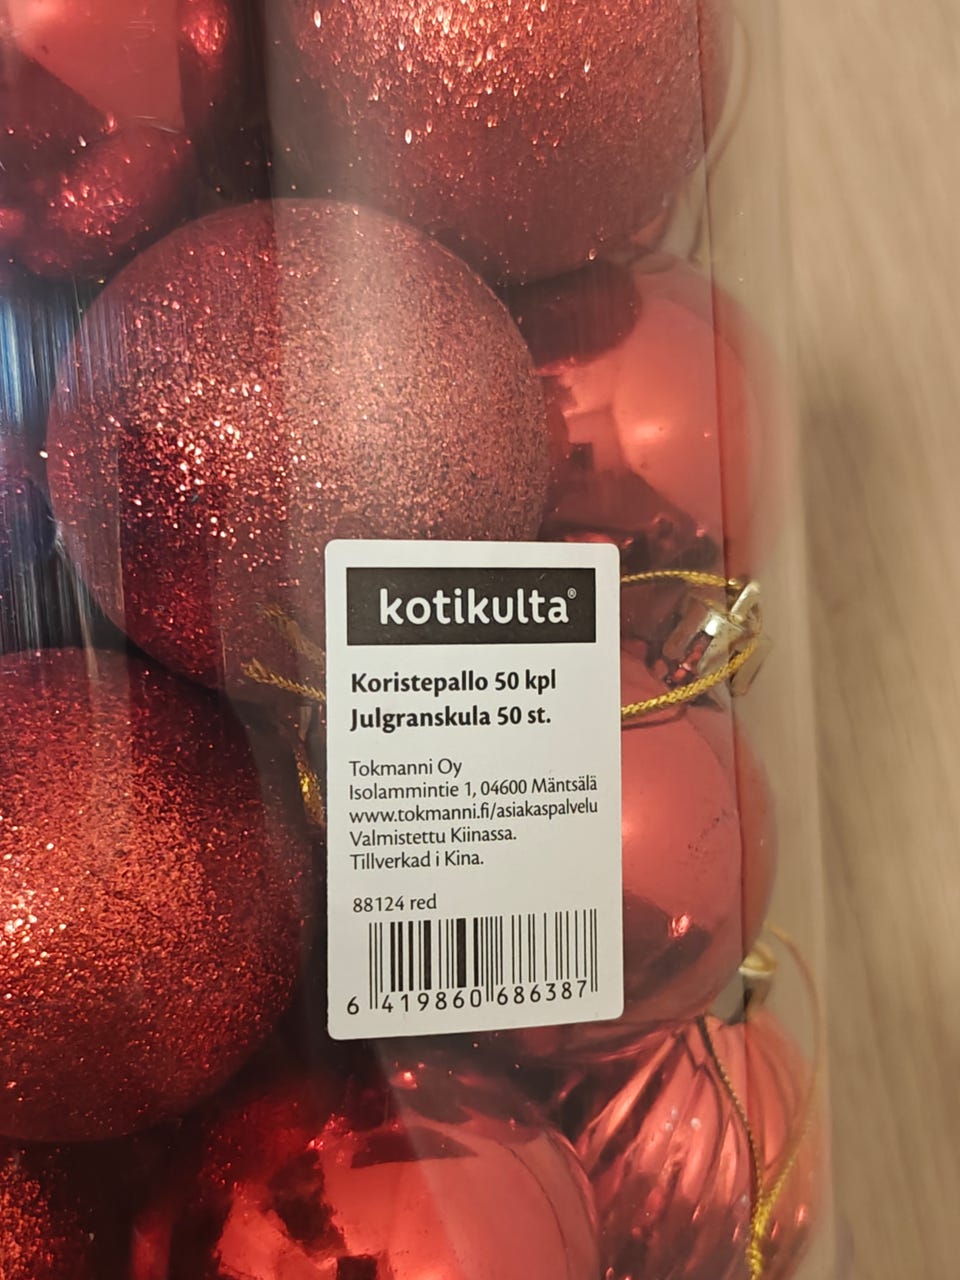 kotikulta®
Koristepallo 50 kpl
Julgranskula 50 st.
Tokmanni Oy
Isolammintie 1, 04600 Mäntsälä
www.tokmanni.fi/asiakaspalvelu
Valmistettu Kiinassa.
Tillverkad i Kina.
88124 red
6 419860 686387